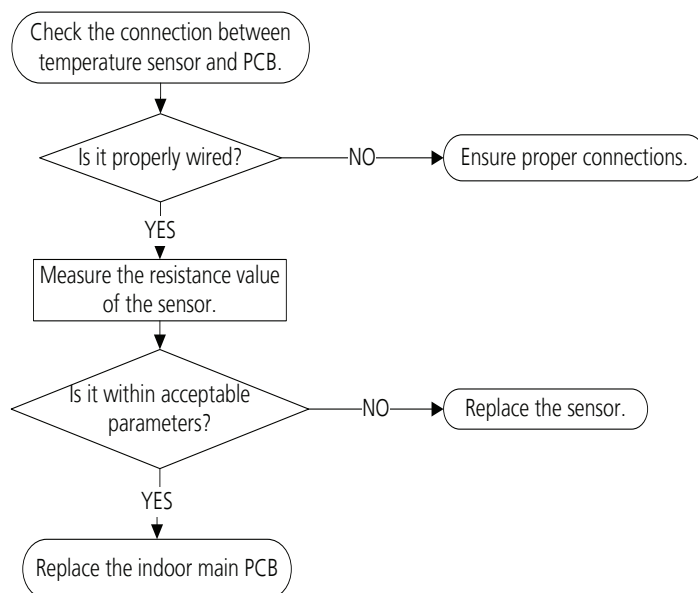 Check the connection between
temperature sensor and PCB.
Is it properly wired?
NO
Ensure proper connections.
YES
Measure the resistance value
of the sensor.
Is it within acceptable
parameters?
NO
Replace the sensor.
YES
Replace the indoor main PCB